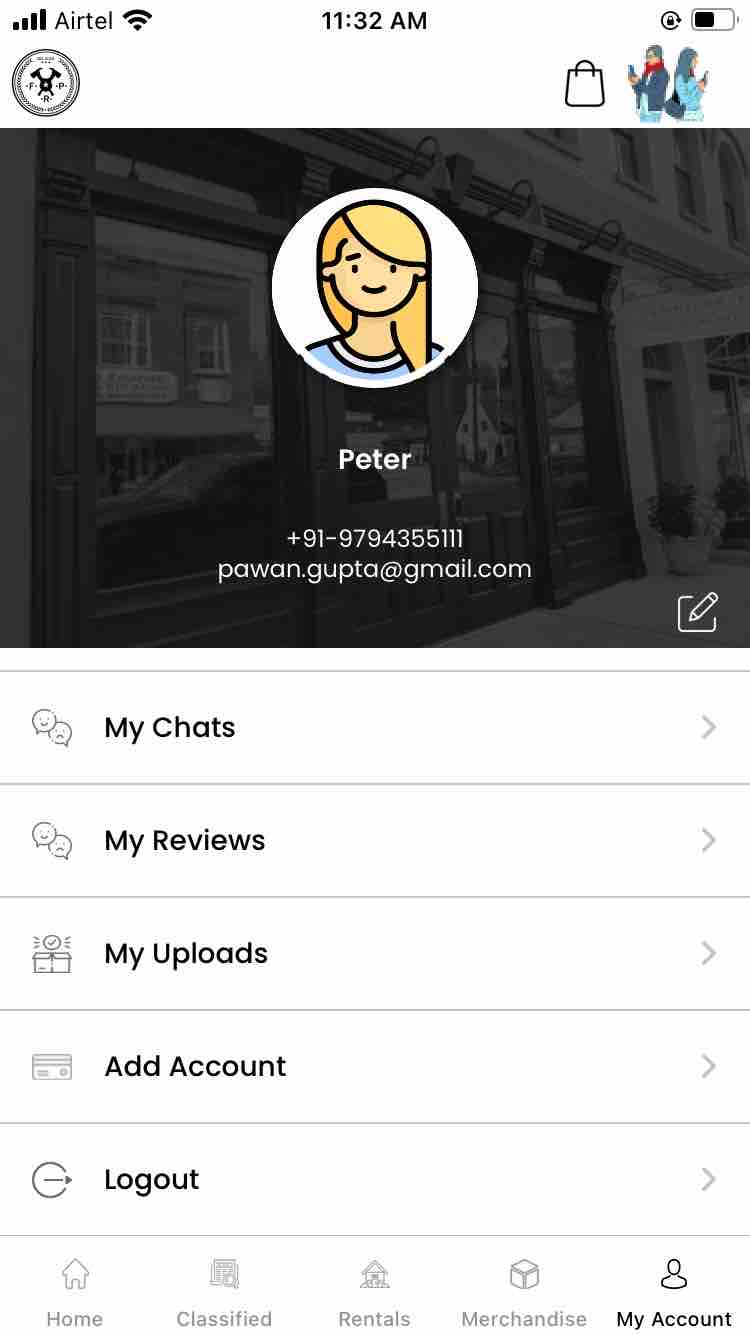 Airtel
11:32 AM
F P
R
Peter
+91-9794355111
pawan.gupta@gmail.com
My Chats
My Reviews
My Uploads
Add Account
Logout
Home Classified Rentals Merchandise My Account